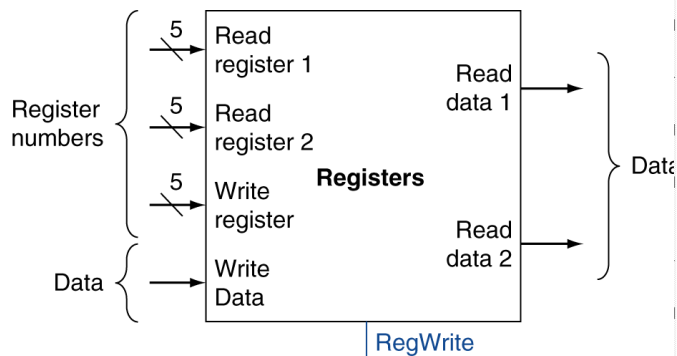 Register
numbers
5
Read
register 1
5
Read
register 2
5
Write
register
Data
Write
Data
Registers
Read
data 1
Read
data 2
Data
RegWrite